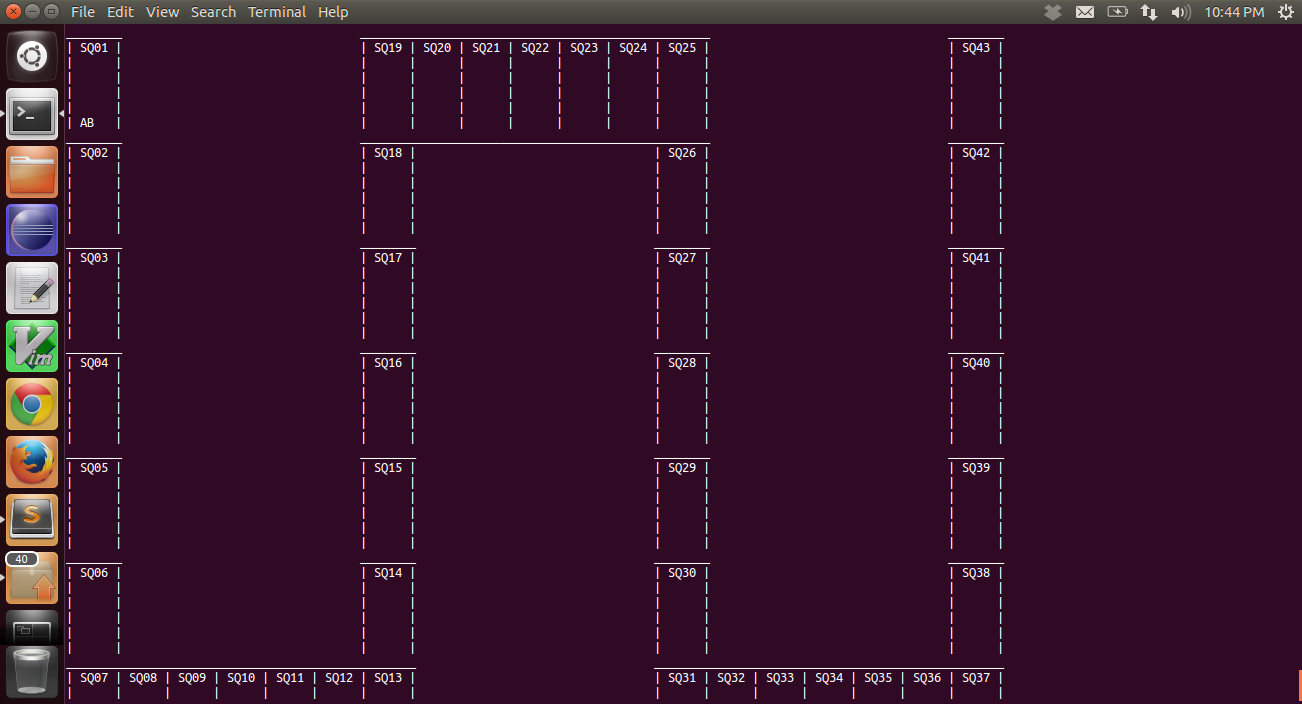 File Edit View Search Terminal Help 10:44 PM
SQ01 SQ19 SQ20 SQ21 SQ22 SQ23 SQ24 SQ25 SQ43
AB
SQ02 SQ18 SQ26 SQ42
SQ03 SQ17 SQ27 SQ41
SQ04 SQ16 SQ28 SQ40
Vim
SQ05 SQ15 SQ29 SQ39
S
40
SQ06 SQ14 SQ30 SQ38
SQ07 SQ08 SQ09 SQ10 SQ11 SQ12 SQ13 SQ31 SQ32 SQ33 SQ34 SQ35 SQ36 SQ37